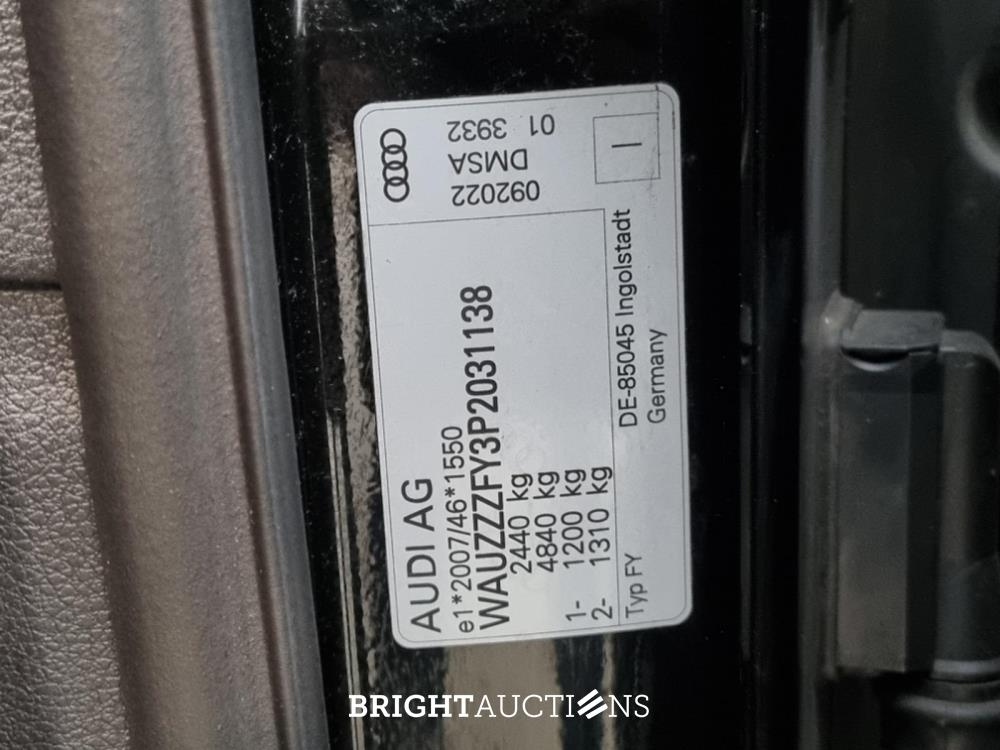 AUDI AG
e1*2007/46*1550
WAUZZZFY3P2031138
2440 kg
4840 kg
1- 1200 kg
2- 1310 kg
Typ FY
DE-85045 Ingolstadt
Germany
092022
DMSA
01 3932
I
BRIGHTAUCTIONS